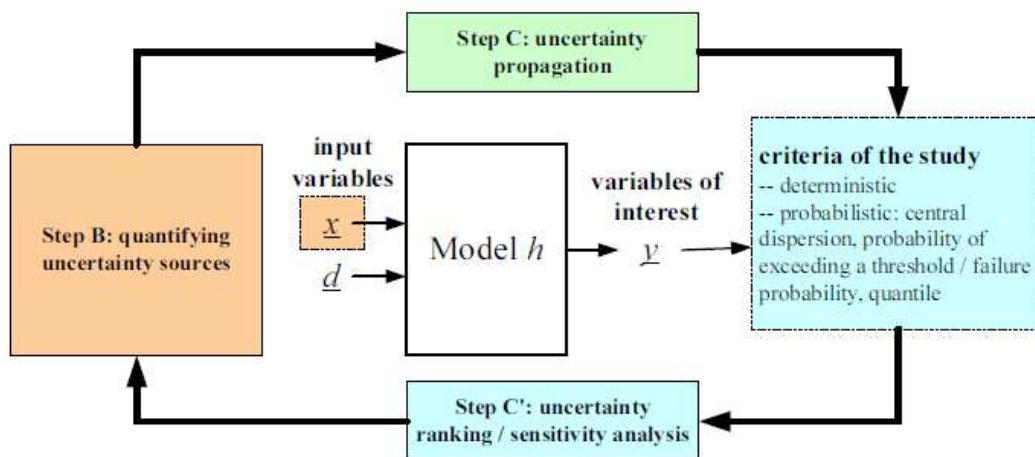 Step C: uncertainty
propagation
Step B: quantifying
uncertainty sources
input
variables
x
d
Model h
variables of
interest
y
criteria of the study
-- deterministic
-- probabilistic: central
dispersion, probability of
exceeding a threshold / failure
probability, quantile
Step C': uncertainty
ranking / sensitivity analysis